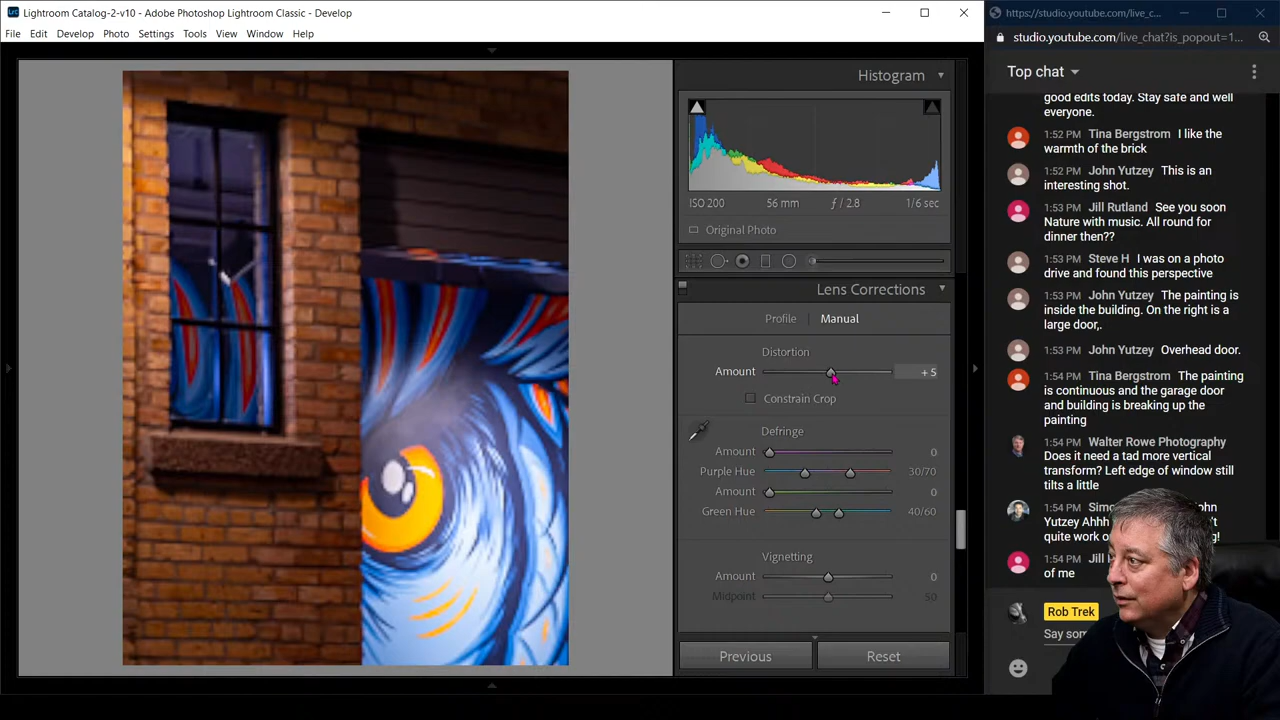 Lightroom Catalog-2-v10 - Adobe Photoshop Lightroom Classic - Develop
File Edit Develop Photo Settings Tools View Window Help
Histogram
ISO 200 56 mm ƒ / 2.8 1/6 sec
Original Photo
Lens Corrections
Profile | Manual
Distortion
Amount + 5
Constrain Crop
Defringe
Amount 0
Purple Hue 30/70
Amount 0
Green Hue 40/60
Vignetting
Amount 0
Midpoint 50
Previous Reset
https://studio.youtube.com/live_c...
studio.youtube.com/live_chat?is_popout=1...
Top chat
good edits today. Stay safe and well
everyone.
1:52 PM Tina Bergstrom I like the
warmth of the brick
1:52 PM John Yutzey This is an
interesting shot.
1:53 PM Jill Rutland See you soon
Nature with music. All round for
dinner then??
1:53 PM Steve H I was on a photo
drive and found this perspective
1:53 PM John Yutzey The painting is
inside the building. On the right is a
large door,.
1:53 PM John Yutzey Overhead door.
1:54 PM Tina Bergstrom The painting
is continuous and the garage door
and building is breaking up the
painting
1:54 PM Walter Rowe Photography
Does it need a tad more vertical
transform? Left edge of window still
tilts a little
1:54 PM ohn
Yutzey Ahhh
quite work o g!
1:54 PM
of me
Rob Trek